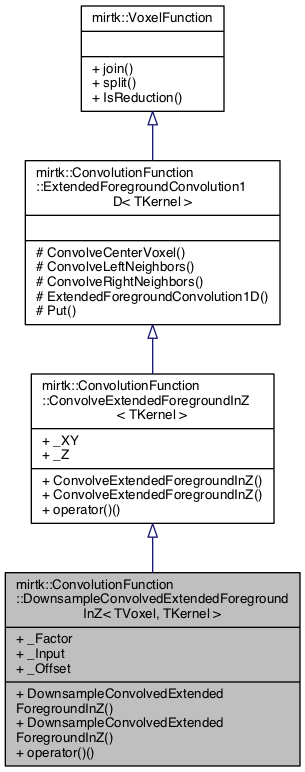 mirtk::VoxelFunction
+ join()
+ split()
+ IsReduction()
mirtk::ConvolutionFunction
::ExtendedForegroundConvolution1
D< TKernel >
# ConvolveCenterVoxel()
# ConvolveLeftNeighbors()
# ConvolveRightNeighbors()
# ExtendedForegroundConvolution1D()
# Put()
mirtk::ConvolutionFunction
::ConvolveExtendedForegroundInZ
< TKernel >
+ _XY
+ _Z
+ ConvolveExtendedForegroundInZ()
+ ConvolveExtendedForegroundInZ()
+ operator()()
mirtk::ConvolutionFunction
::DownsampleConvolvedExtendedForeground
InZ< TVoxel, TKernel >
+ _Factor
+ _Input
+ _Offset
+ DownsampleConvolvedExtended
ForegroundInZ()
+ DownsampleConvolvedExtended
ForegroundInZ()
+ operator()()